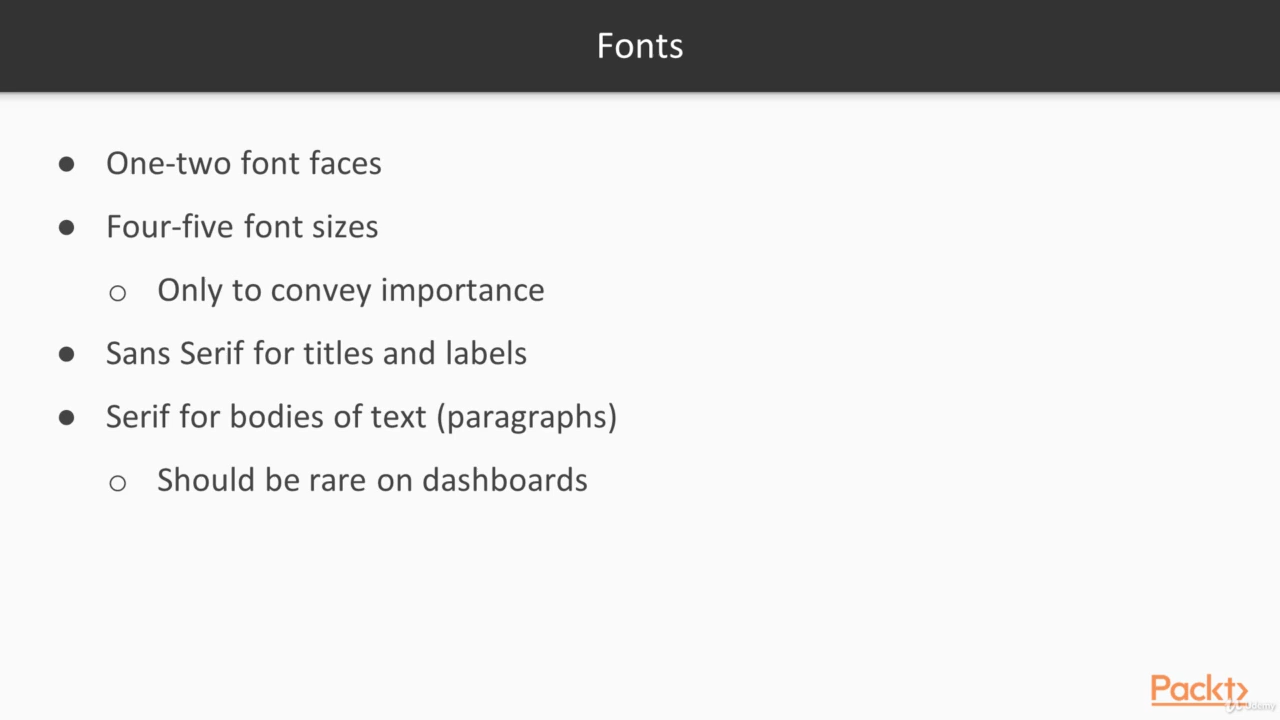 Fonts
● One-two font faces
● Four-five font sizes
○ Only to convey importance
● Sans Serif for titles and labels
● Serif for bodies of text (paragraphs)
○ Should be rare on dashboards
Packt>
Udemy